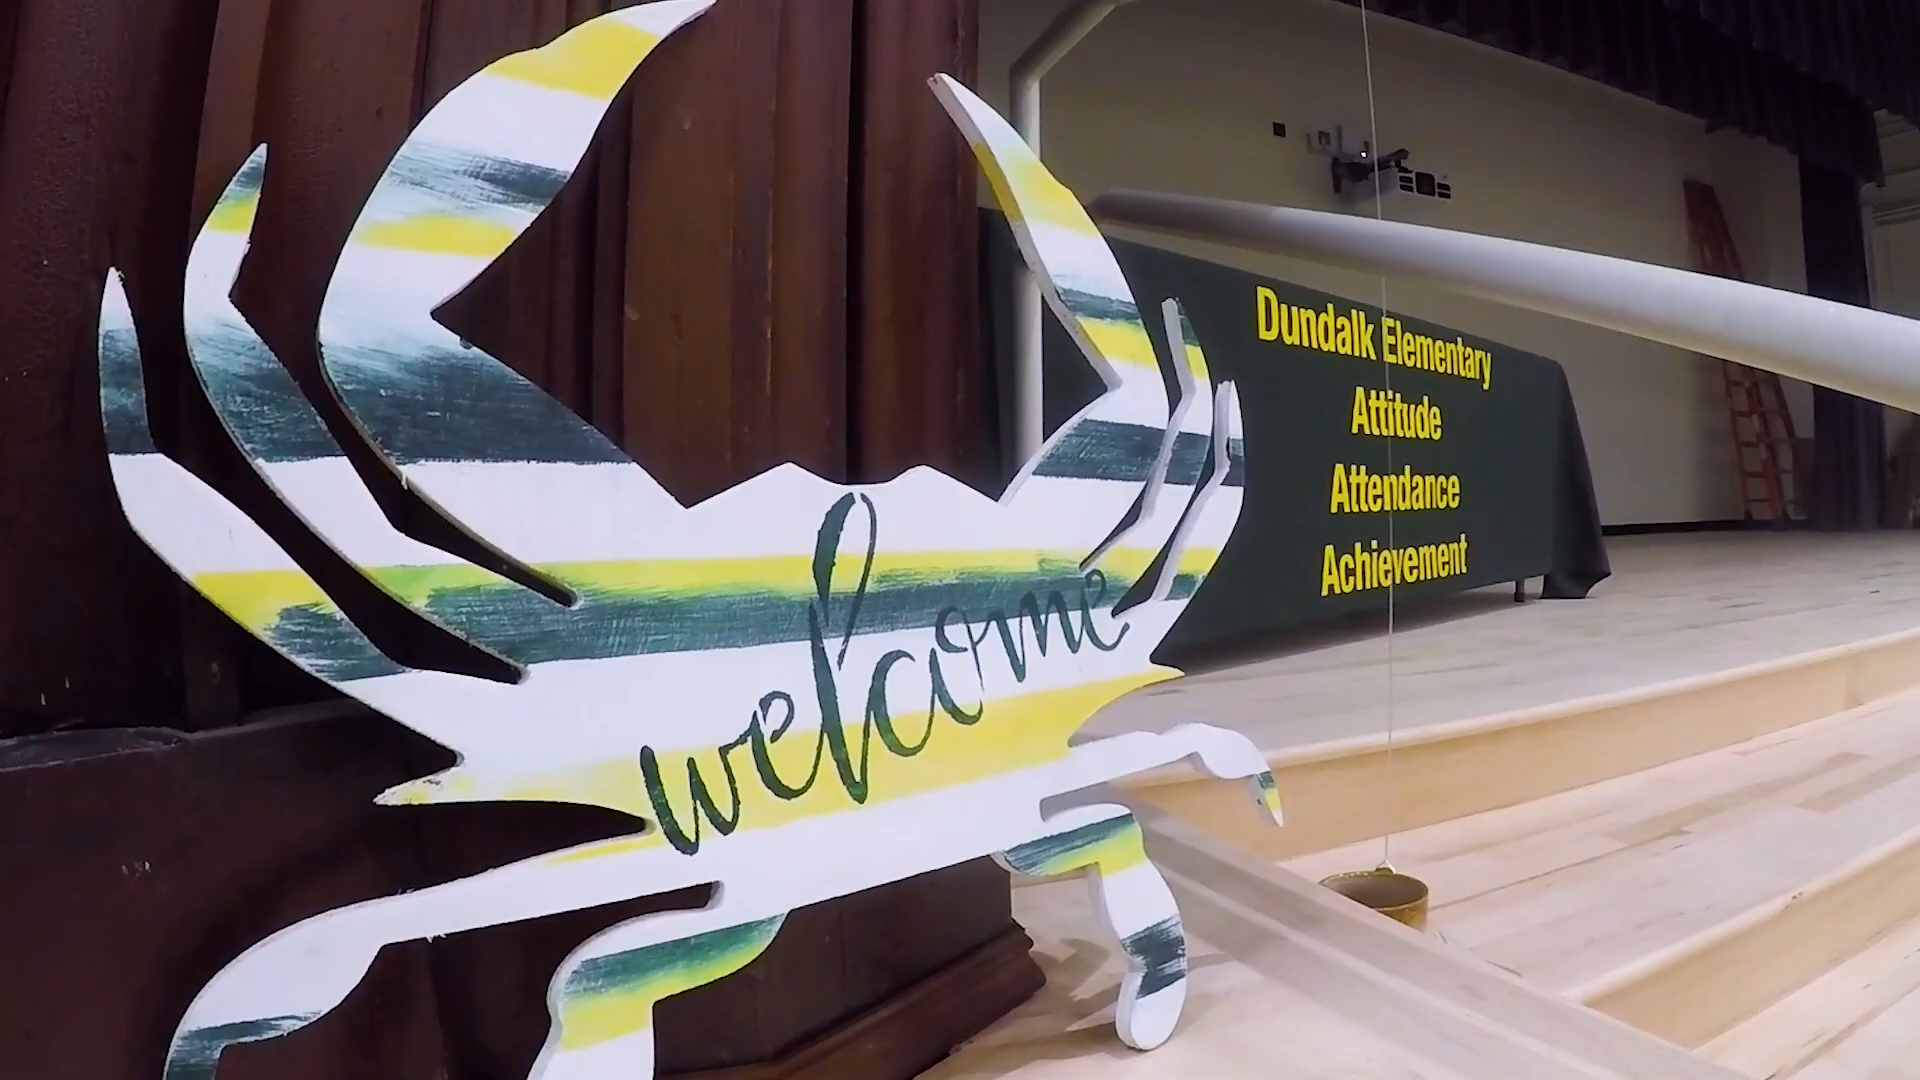 welcome
Dundalk Elementary
Attitude
Attendance
Achievement